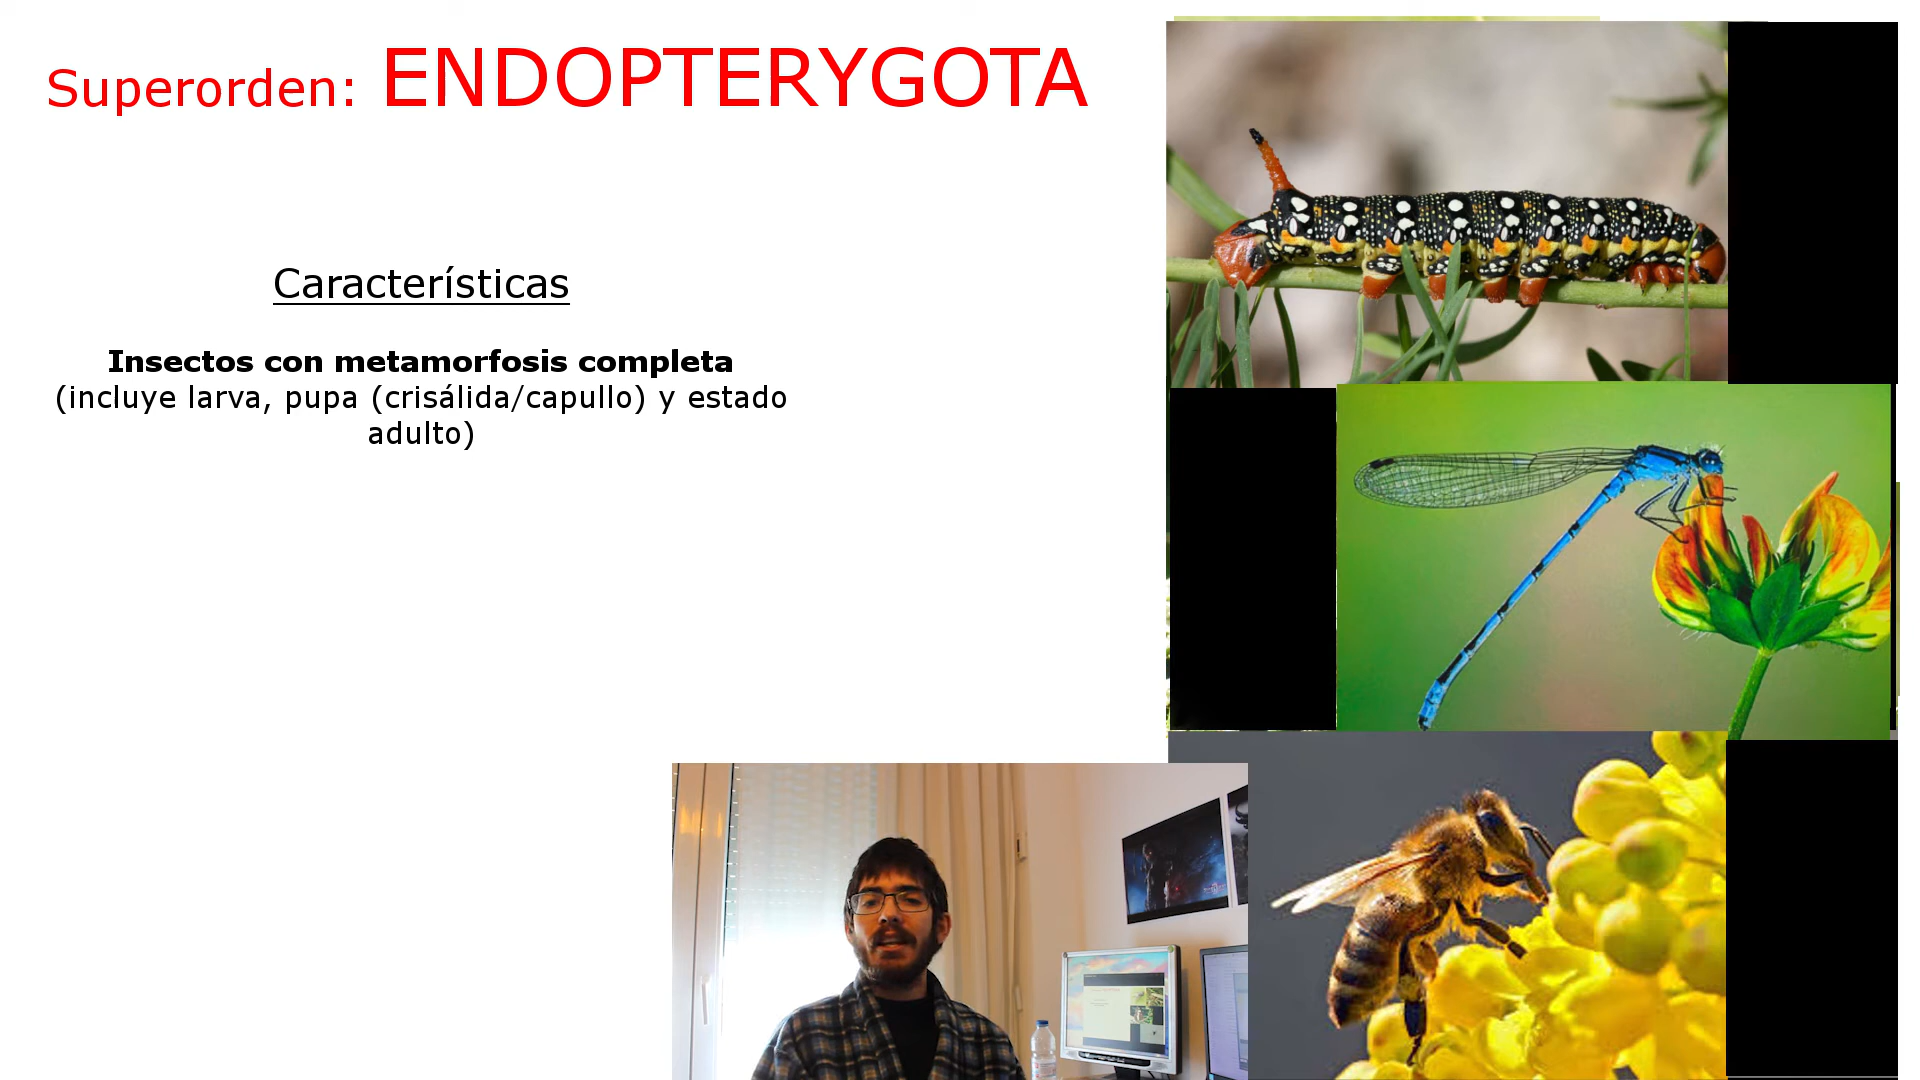 Superorden: ENDOPTERYGOTA
Características
Insectos con metamorfosis completa
(incluye larva, pupa (crisálida/capullo) y estado
adulto)